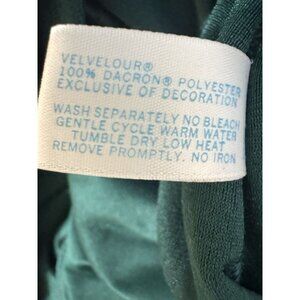 VELVELOUR®
100% DACRON® POLYESTER
EXCLUSIVE OF DECORATION
WASH SEPARATELY NO BLEACH
GENTLE CYCLE WARM WATER
TUMBLE DRY LOW HEAT
REMOVE PROMPTLY. NO IRON